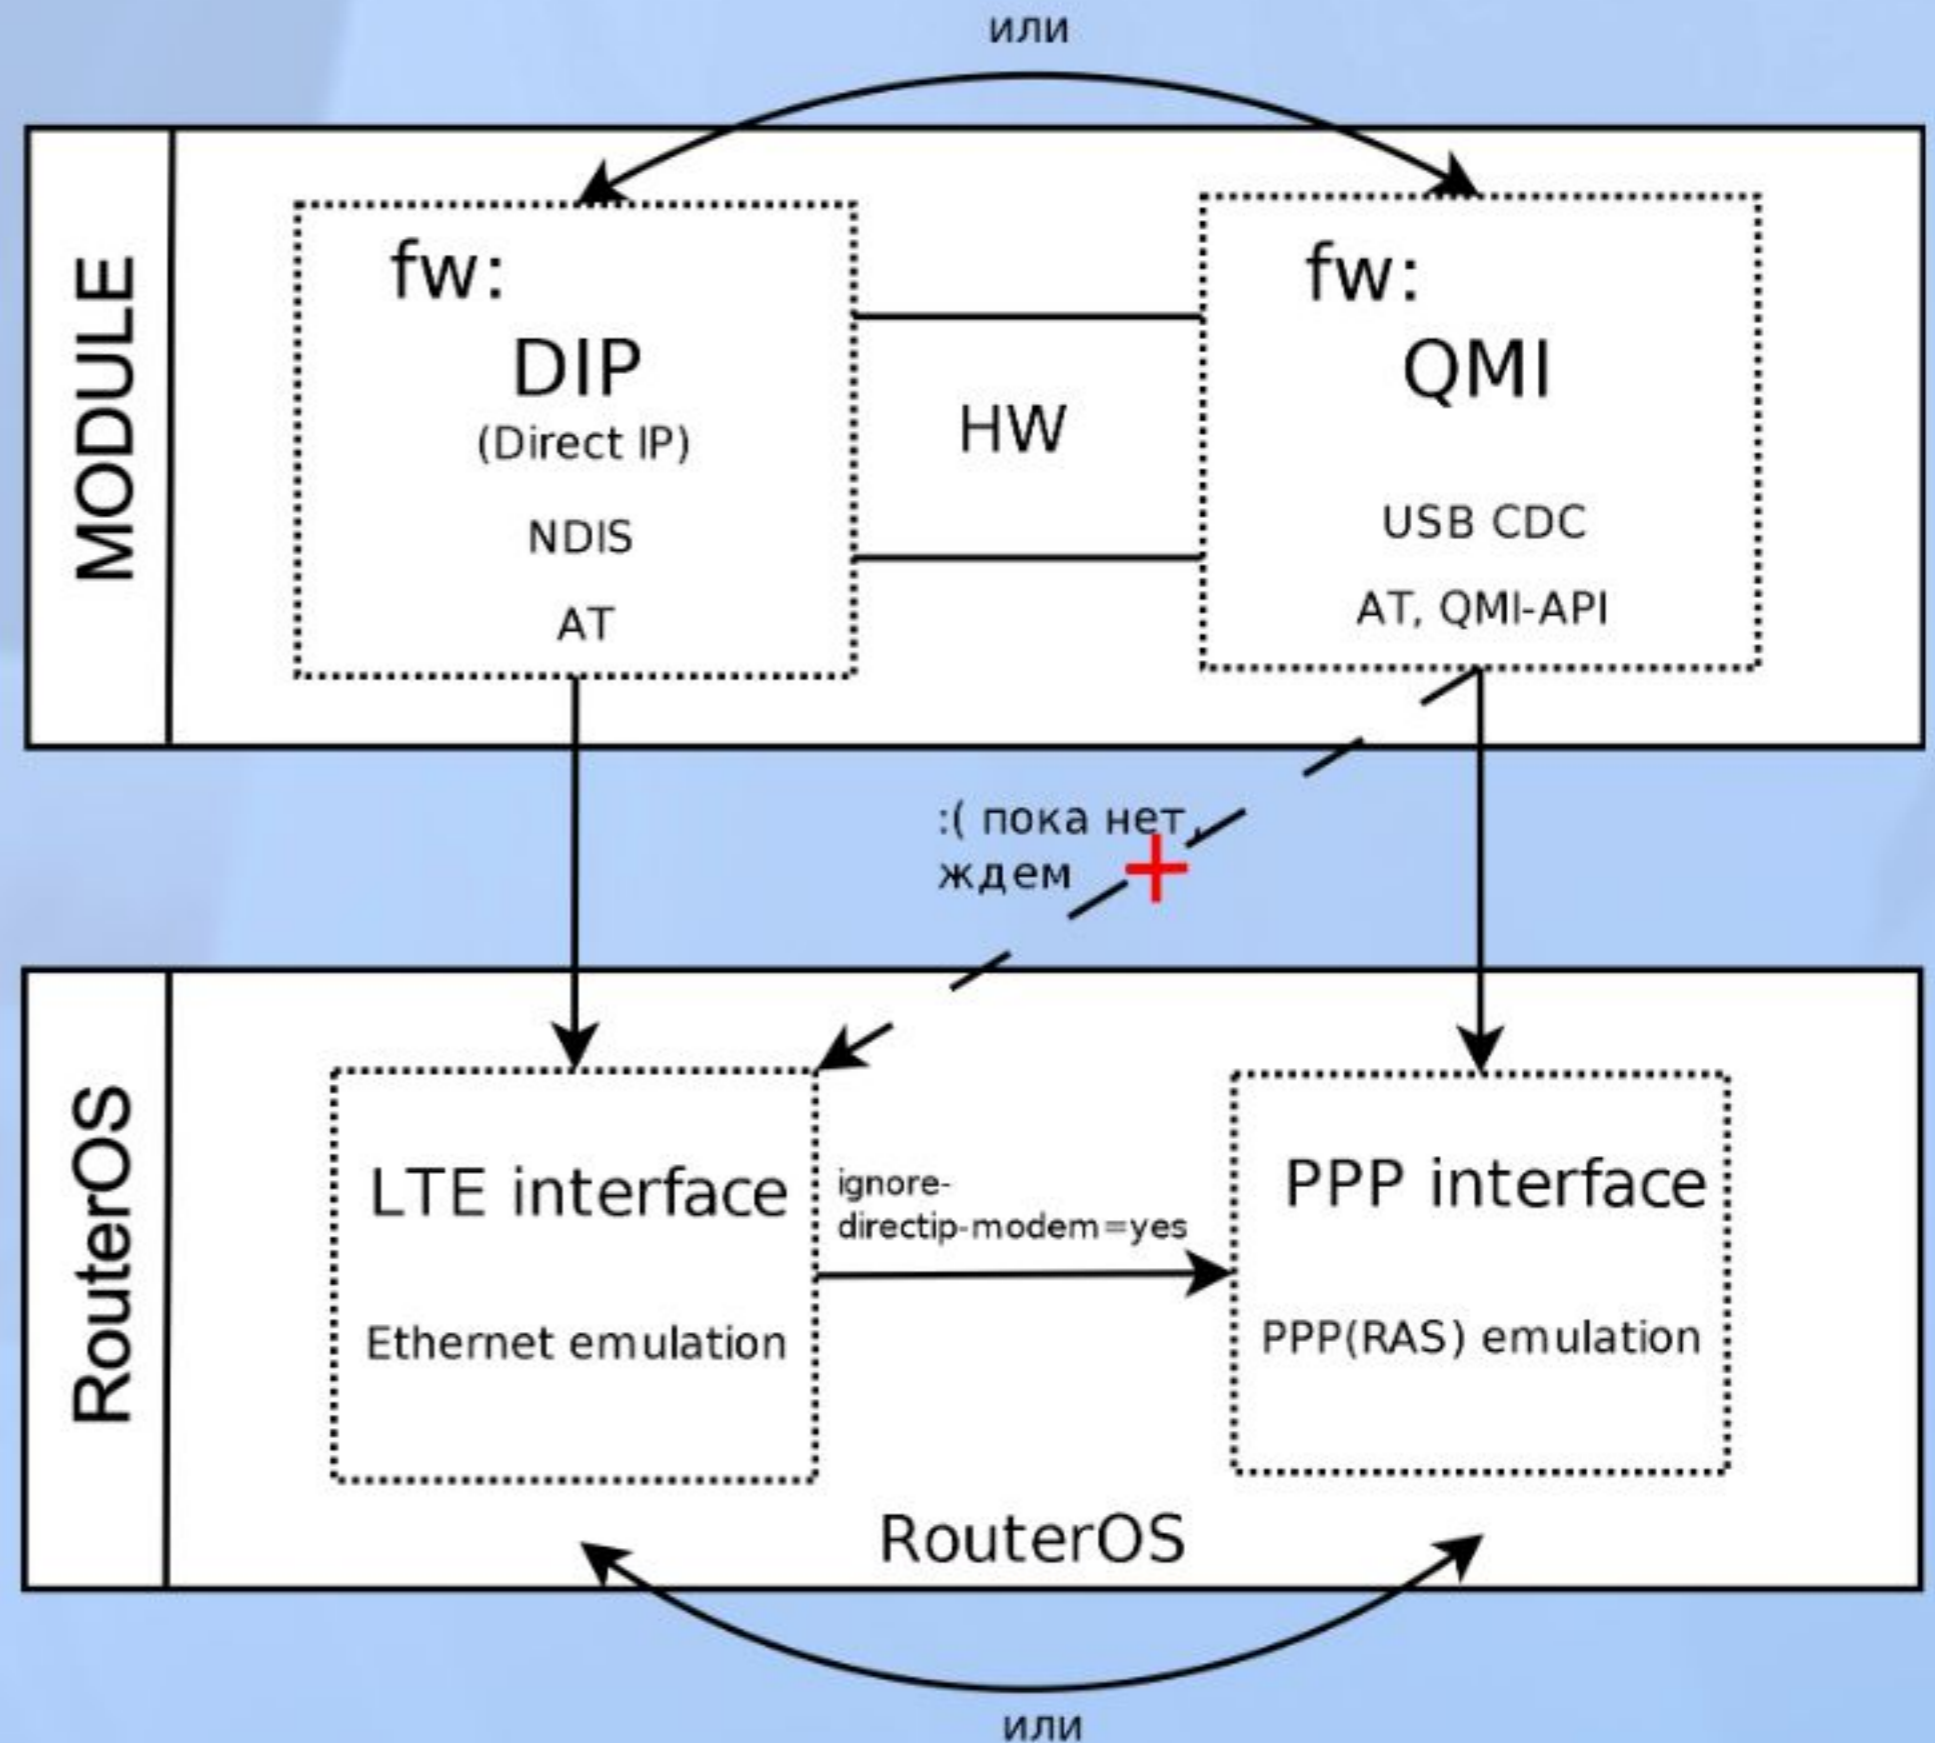 или
MODULE
fw:
DIP
(Direct IP)
NDIS
AT
HW
fw:
QMI
USB CDC
AT, QMI-API
:( пока нет,
ждем
RouterOS
LTE interface
Ethernet emulation
ignore-
directip-modem=yes
PPP interface
PPP(RAS) emulation
RouterOS
или